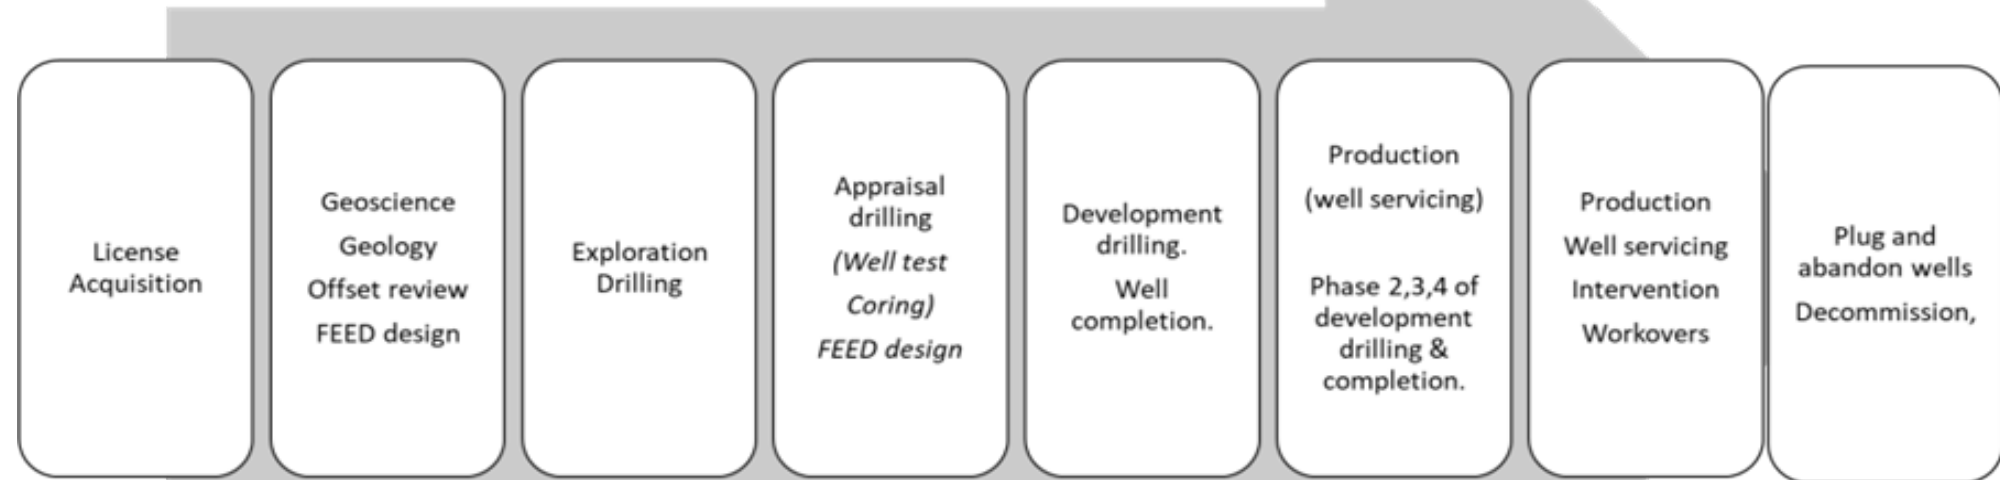 License
Acquisition
Geoscience
Geology
Offset review
FEED design
Exploration
Drilling
Appraisal
drilling
(Well test
Coring)
FEED design
Development
drilling.
Well
completion.
Production
(well servicing)
Phase 2,3,4 of
development
drilling &
completion.
Production
Well servicing
Intervention
Workovers
Plug and
abandon wells
Decommission,